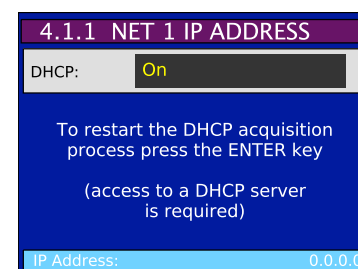 4.1.1 NET 1 IP ADDRESS
DHCP: On
To restart the DHCP acquisition
process press the ENTER key
(access to a DHCP server
is required)
IP Address: 0.0.0.0